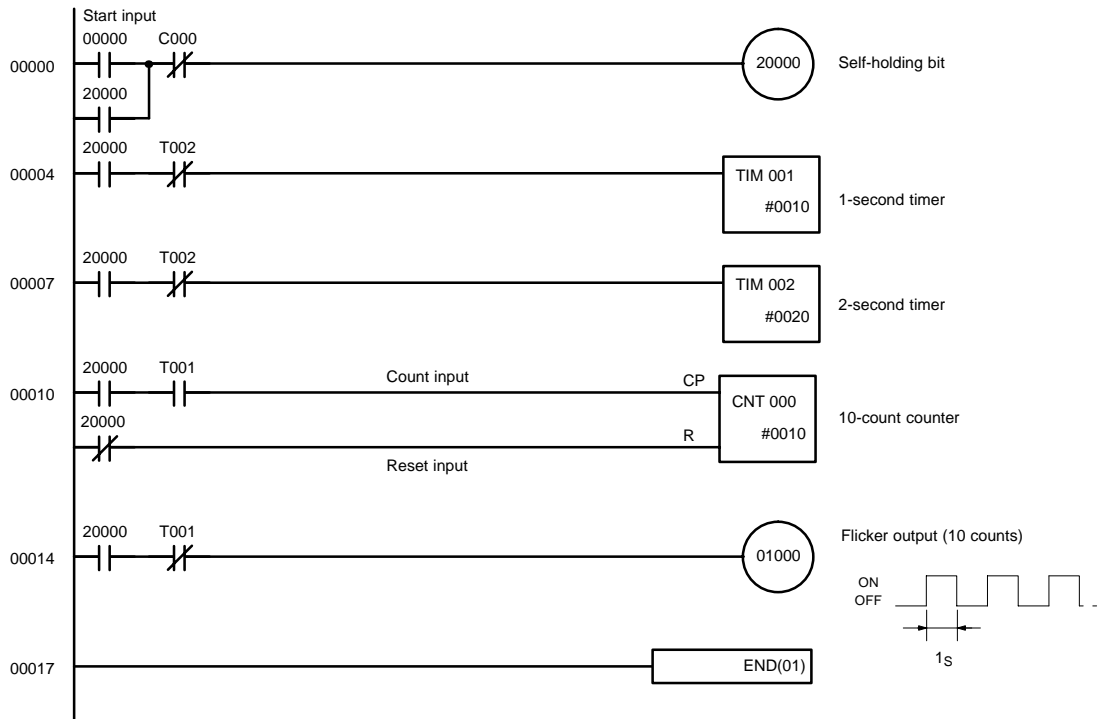 Start input
00000 C000
00000
20000 Self-holding bit
20000
20000 T002
00004
TIM 001
#0010
1-second timer
20000 T002
00007
TIM 002
#0020
2-second timer
20000 T001
00010
Count input
CP
CNT 000
#0010
10-count counter
20000
R
Reset input
20000 T001
00014
01000
Flicker output (10 counts)
ON
OFF
1S
00017
END(01)